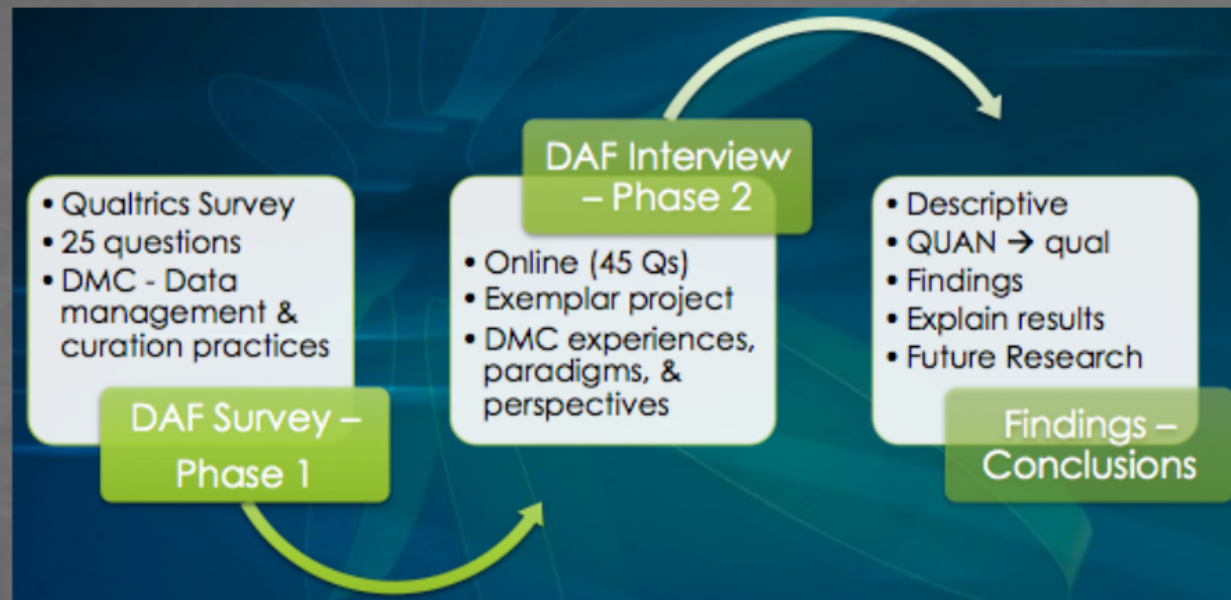 • Qualtrics Survey
• 25 questions
• DMC - Data
management &
curation practices
DAF Survey –
Phase 1
DAF Interview
– Phase 2
• Online (45 Qs)
• Exemplar project
• DMC experiences,
paradigms, &
perspectives
• Descriptive
• QUAN → qual
• Findings
• Explain results
• Future Research
Findings –
Conclusions